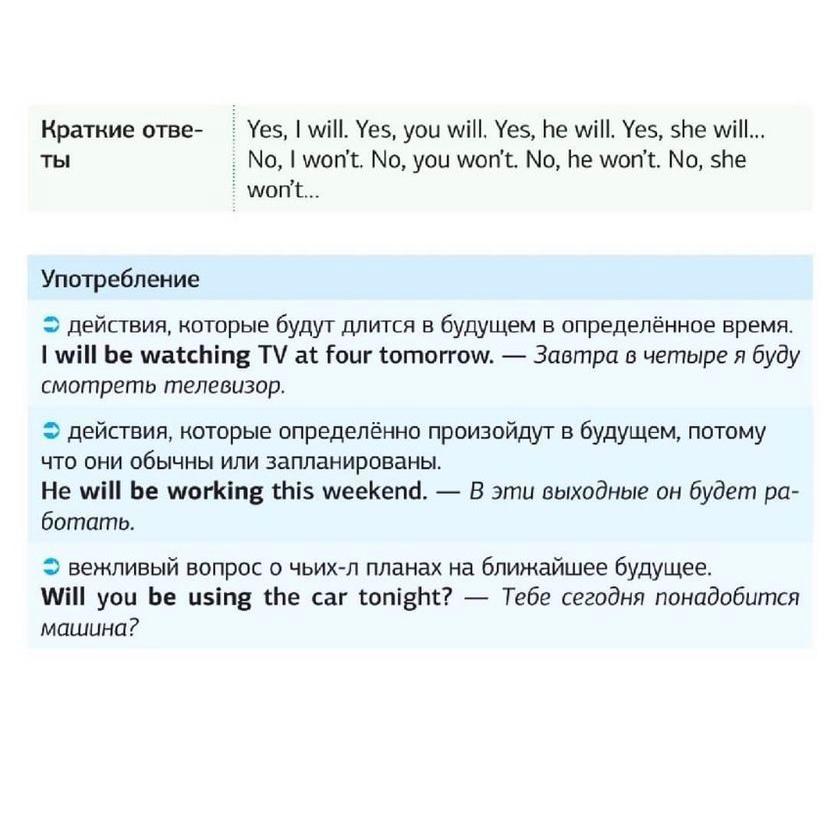 Краткие отве-
ты
Yes, I will. Yes, you will. Yes, he will. Yes, she will...
No, I won't. No, you won't. No, he won't. No, she
won't...
Употребление
➲ действия, которые будут длится в будущем в определённое время.
I will be watching TV at four tomorrow. — Завтра в четыре я буду
смотреть телевизор.
➲ действия, которые определённо произойдут в будущем, потому
что они обычны или запланированы.
He will be working this weekend. — В эти выходные он будет ра-
ботать.
➲ вежливый вопрос о чьих-л планах на ближайшее будущее.
Will you be using the car tonight? — Тебе сегодня понадобится
машина?